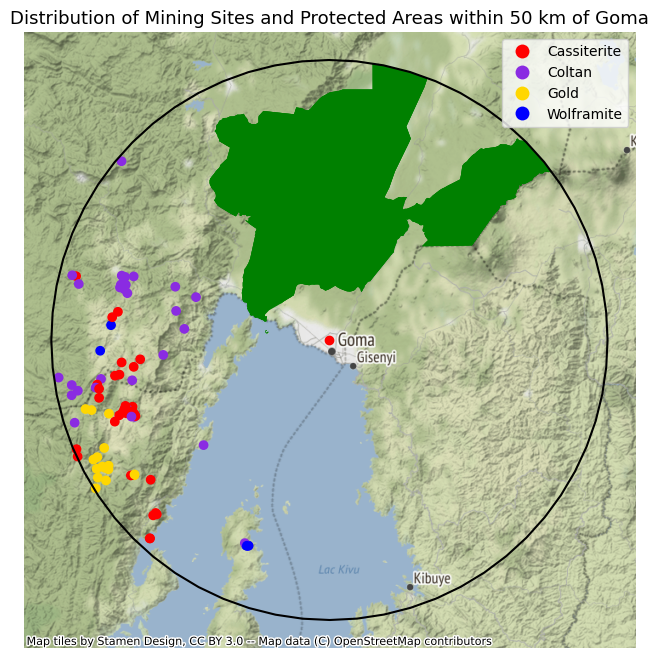 Distribution of Mining Sites and Protected Areas within 50 km of Goma
Cassiterite
Coltan
Gold
Wolframite
K
Goma
Gisenyi
Lac Kivu
Kibuye
Map tiles by Stamen Design, CC BY 3.0 -- Map data (C) OpenStreetMap contributors